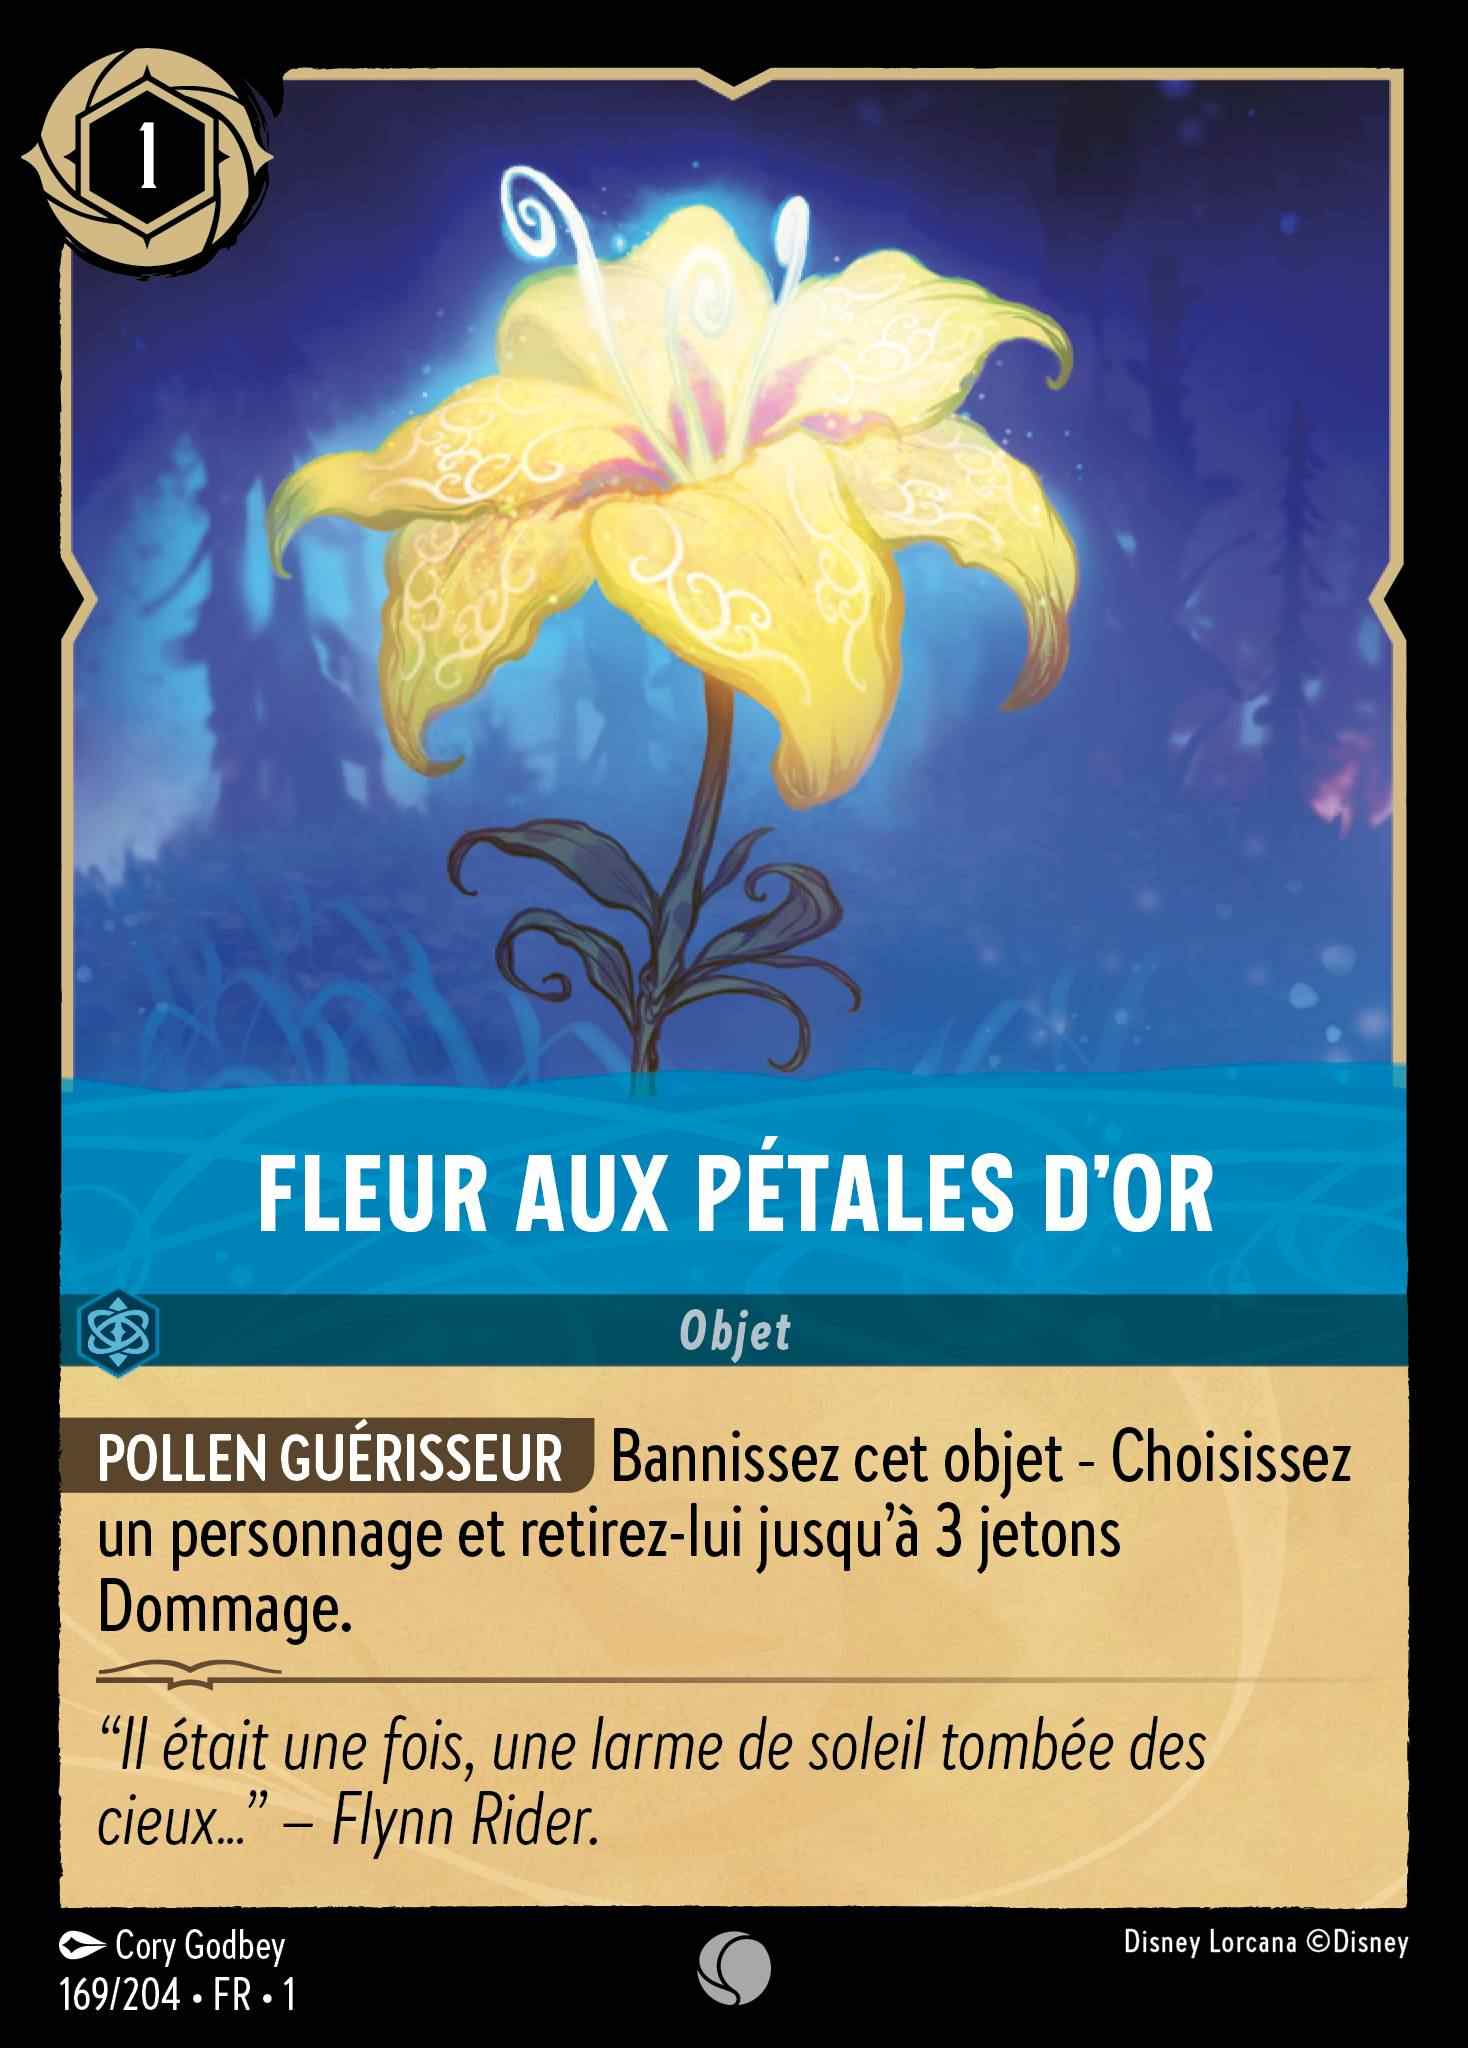 1
FLEUR AUX PÉTALES D’OR
Objet
POLLEN GUÉRISSEUR Bannissez cet objet - Choisissez
un personnage et retirez-lui jusqu’à 3 jetons
Dommage.
“Il était une fois, une larme de soleil tombée des
cieux...” – Flynn Rider.
Cory Godbey
Disney Lorcana ©Disney
169/204 • FR • 1